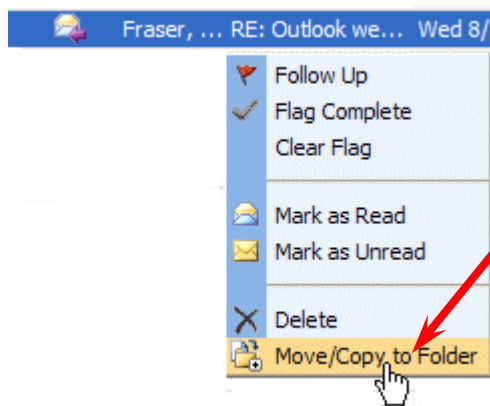 Fraser, ... RE: Outlook we... Wed 8/
Follow Up
Flag Complete
Clear Flag
Mark as Read
Mark as Unread
Delete
Move/Copy to Folder